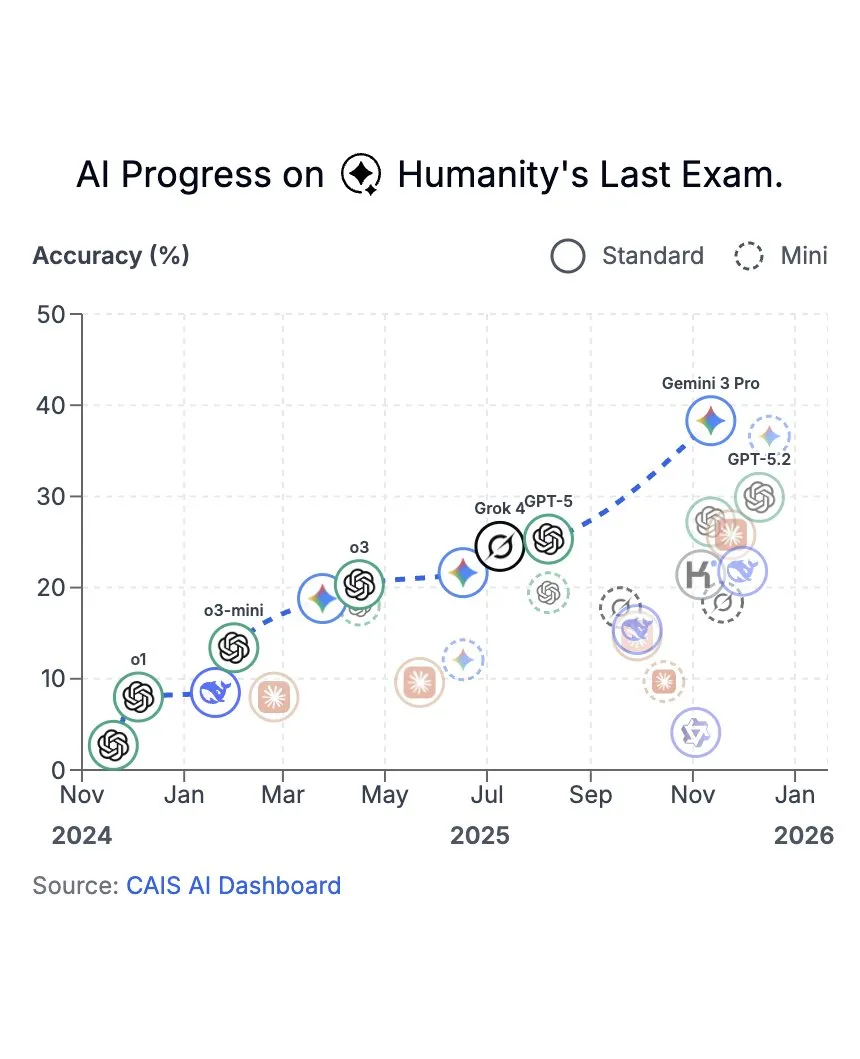 AI Progress on Humanity's Last Exam.
Accuracy (%)
Standard
Mini
50
40
30
20
10
0
Gemini 3 Pro
GPT-5.2
Grok 4
GPT-5
o3
o3-mini
o1
Nov
Jan
Mar
May
Jul
Sep
Nov
Jan
2024
2025
2026
Source: CAIS AI Dashboard